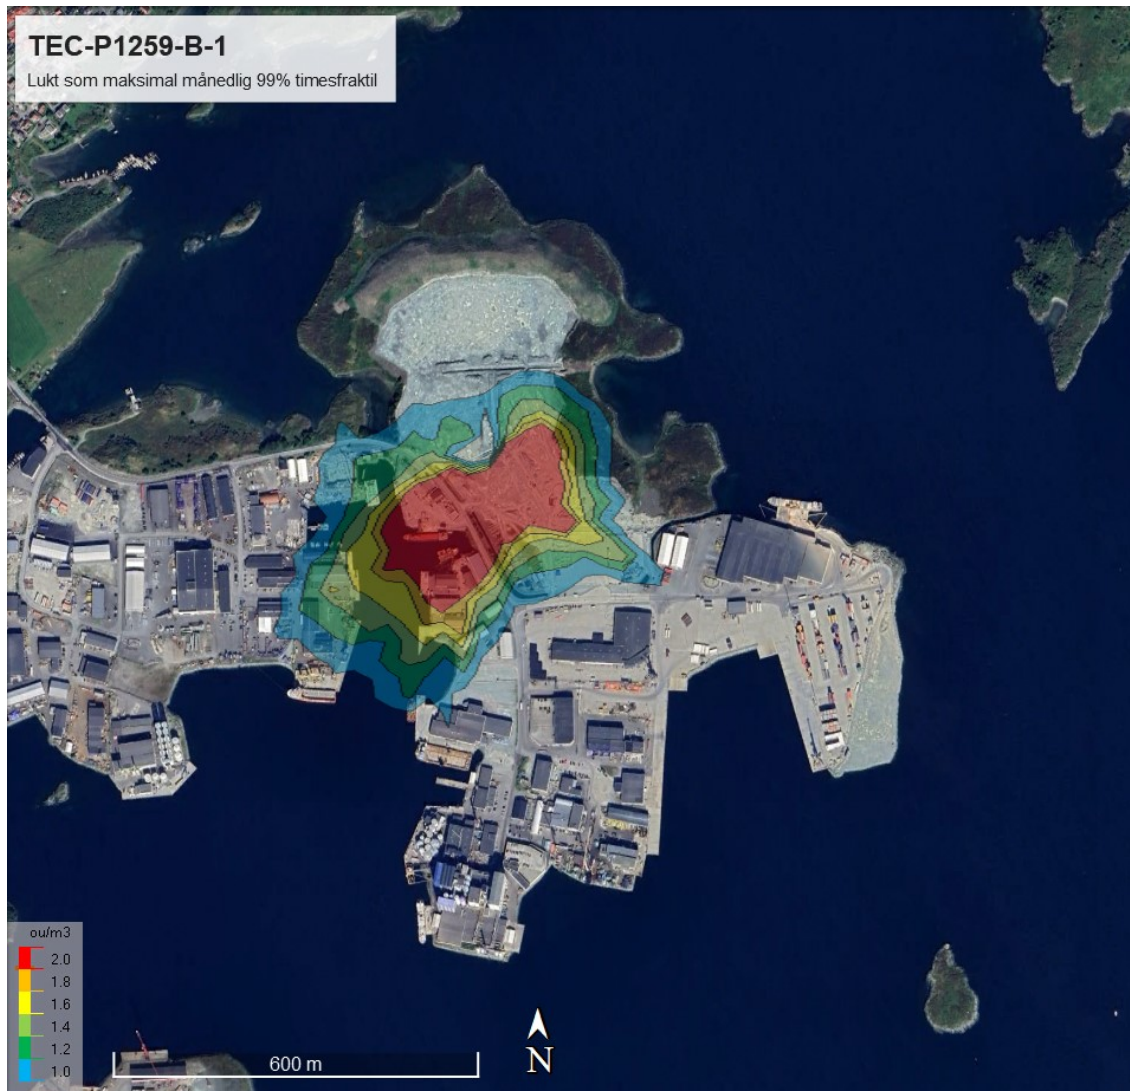 TEC-P1259-B-1
Lukt som maksimal månedlig 99% timesfraktil
ou/m3
2.0
1.8
1.6
1.4
1.2
1.0
600 m
N